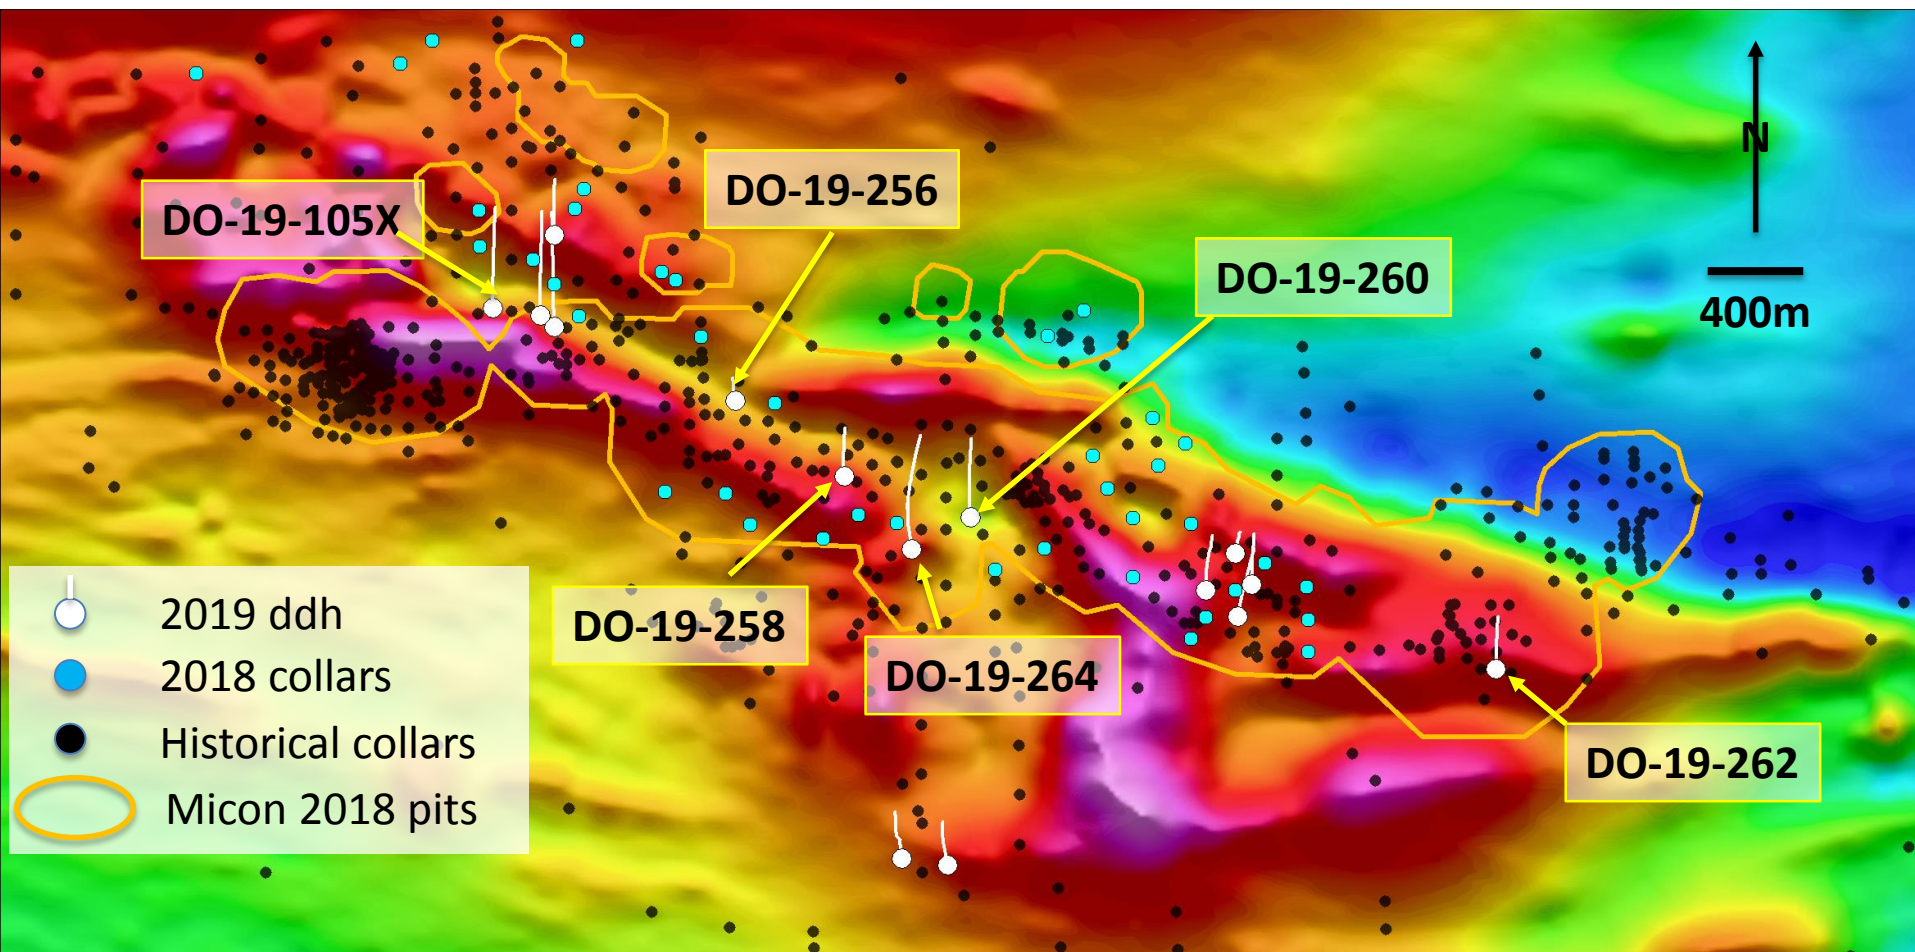 N
DO-19-256
DO-19-105X
DO-19-260
400m
2019 ddh
DO-19-258
2018 collars
DO-19-264
Historical collars
DO-19-262
Micon 2018 pits